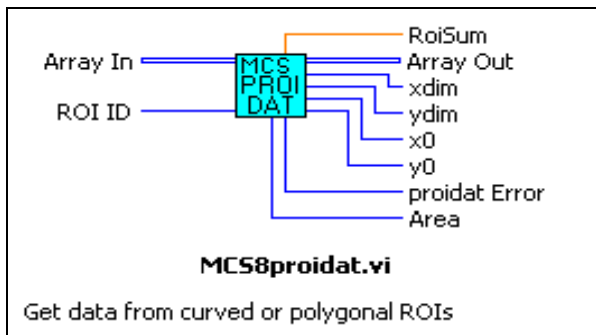 RoiSum
Array In
MCS
Array Out
PROI
xdim
ROI ID
DAT
ydim
x0
y0
proidat Error
Area
MCS8proidat.vi
Get data from curved or polygonal ROIs